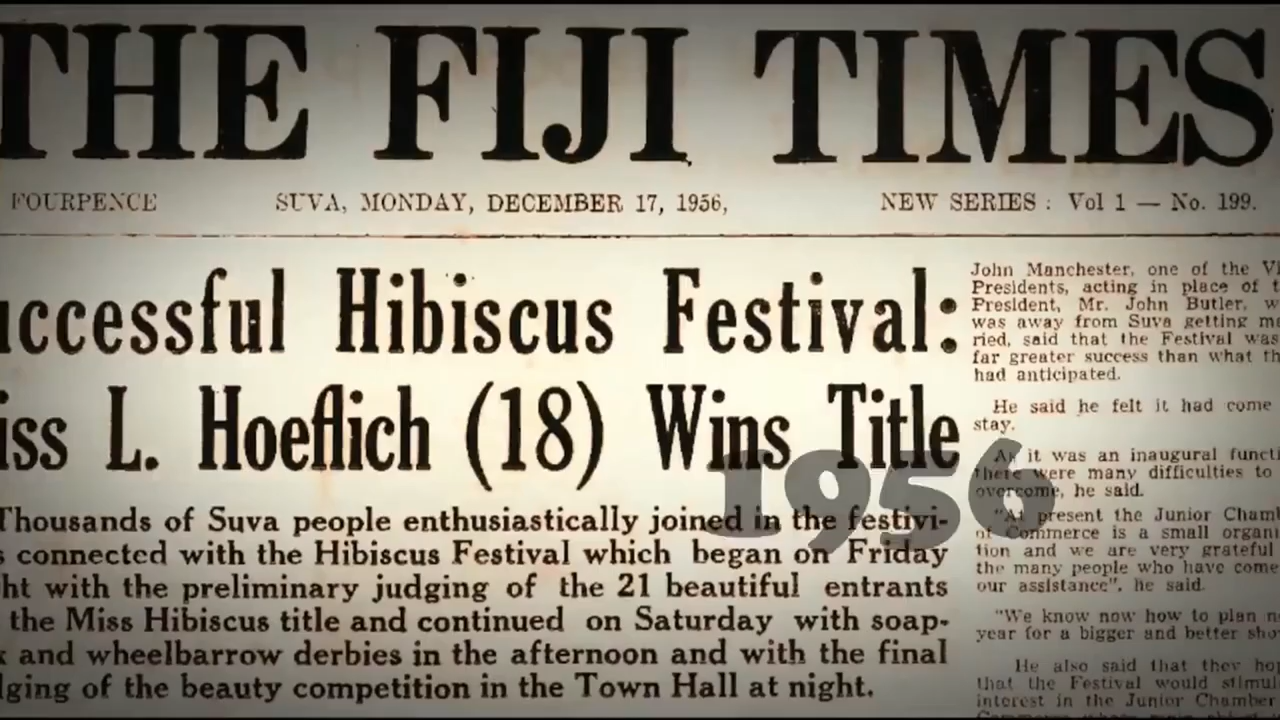 THE FIJI TIMES
FOURPENCE SUVA, MONDAY, DECEMBER 17, 1956, NEW SERIES : Vol 1 — No. 199.
uccessful Hibiscus Festival:
iss L. Hoeflich (18) Wins Title
1956
Thousands of Suva people enthusiastically joined in the festivi-
s connected with the Hibiscus Festival which began on Friday
ht with the preliminary judging of the 21 beautiful entrants
the Miss Hibiscus title and continued on Saturday with soap-
x and wheelbarrow derbies in the afternoon and with the final
dging of the beauty competition in the Town Hall at night.
John Manchester, one of the Vi
Presidents, acting in place of t
President, Mr. John Butler, w
was away from Suva getting ma
ried, said that the Festival was
far greater success than what th
had anticipated.
He said he felt it had come
stay.
As it was an inaugural functi
there were many difficulties to
overcome, he said.
"At present the Junior Chamb
of Commerce is a small organi
tion and we are very grateful
the many people who have come
our assistance", he said.
"We know now how to plan n
year for a bigger and better sho
He also said that they hop
that the Festival would stimul
interest in the Junior Chamber